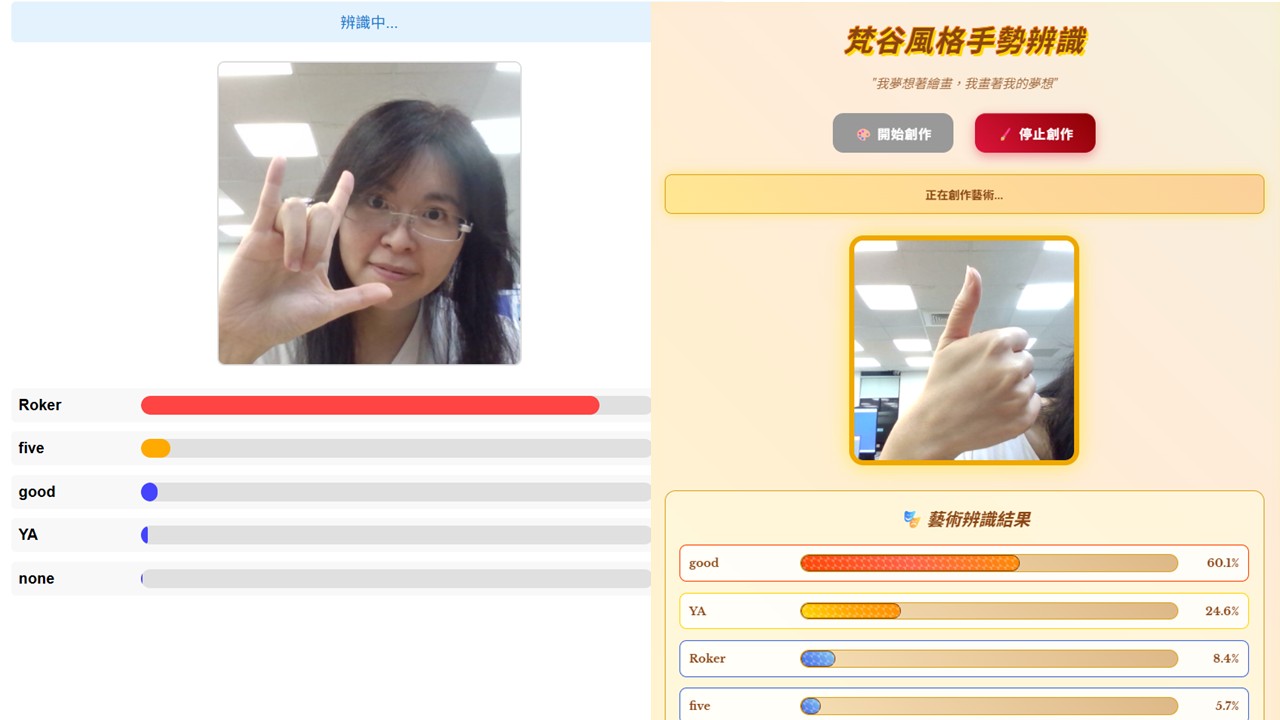 辨識中...
Roker
five
good
YA
none
梵谷風格手勢辨識
"我夢想著繪畫，我畫著我的夢想"
🎨 開始創作
🖌️ 停止創作
正在創作藝術...
🎭 藝術辨識結果
good 60.1%
YA 24.6%
Roker 8.4%
five 5.7%